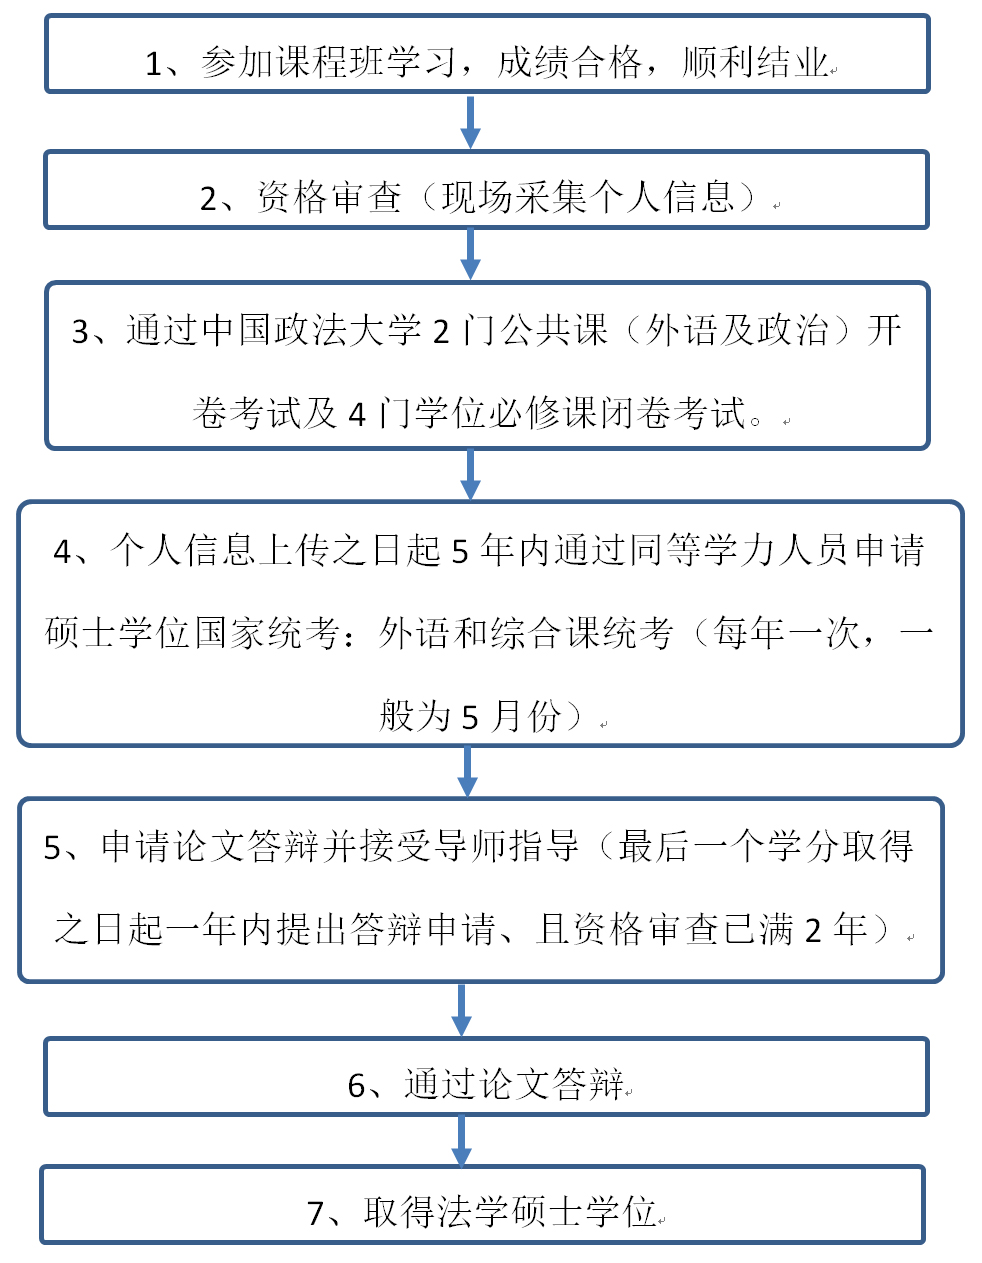 1、参加课程班学习，成绩合格，顺利结业
2、资格审查（现场采集个人信息）
3、通过中国政法大学2门公共课（外语及政治）开
卷考试及4门学位必修课闭卷考试。
4、个人信息上传之日起5年内通过同等学力人员申请
硕士学位国家统考：外语和综合课统考（每年一次，一
般为5月份）
5、申请论文答辩并接受导师指导（最后一个学分取得
之日起一年内提出答辩申请、且资格审查已满2年）
6、通过论文答辩
7、取得法学硕士学位